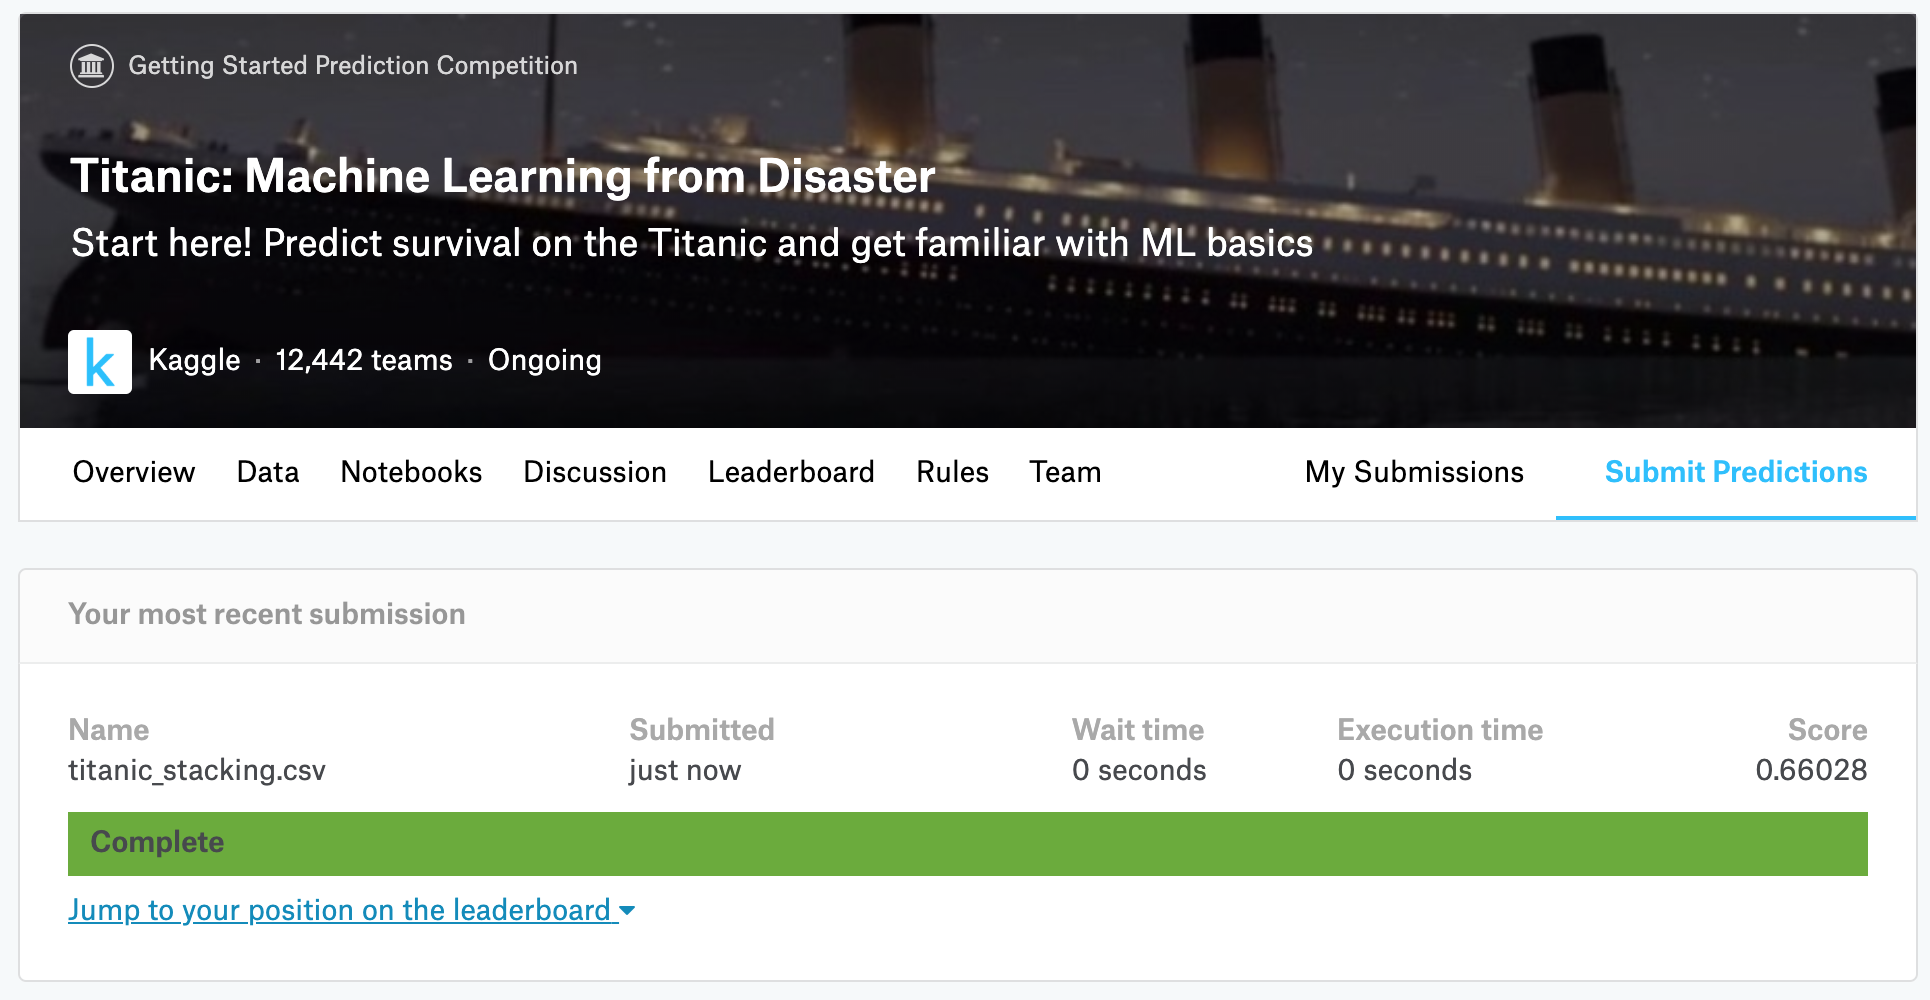 Getting Started Prediction Competition
Titanic: Machine Learning from Disaster
Start here! Predict survival on the Titanic and get familiar with ML basics
k Kaggle · 12,442 teams · Ongoing
Overview Data Notebooks Discussion Leaderboard Rules Team My Submissions Submit Predictions
Your most recent submission
Name Submitted Wait time Execution time Score
titanic_stacking.csv just now 0 seconds 0 seconds 0.66028
Complete
Jump to your position on the leaderboard